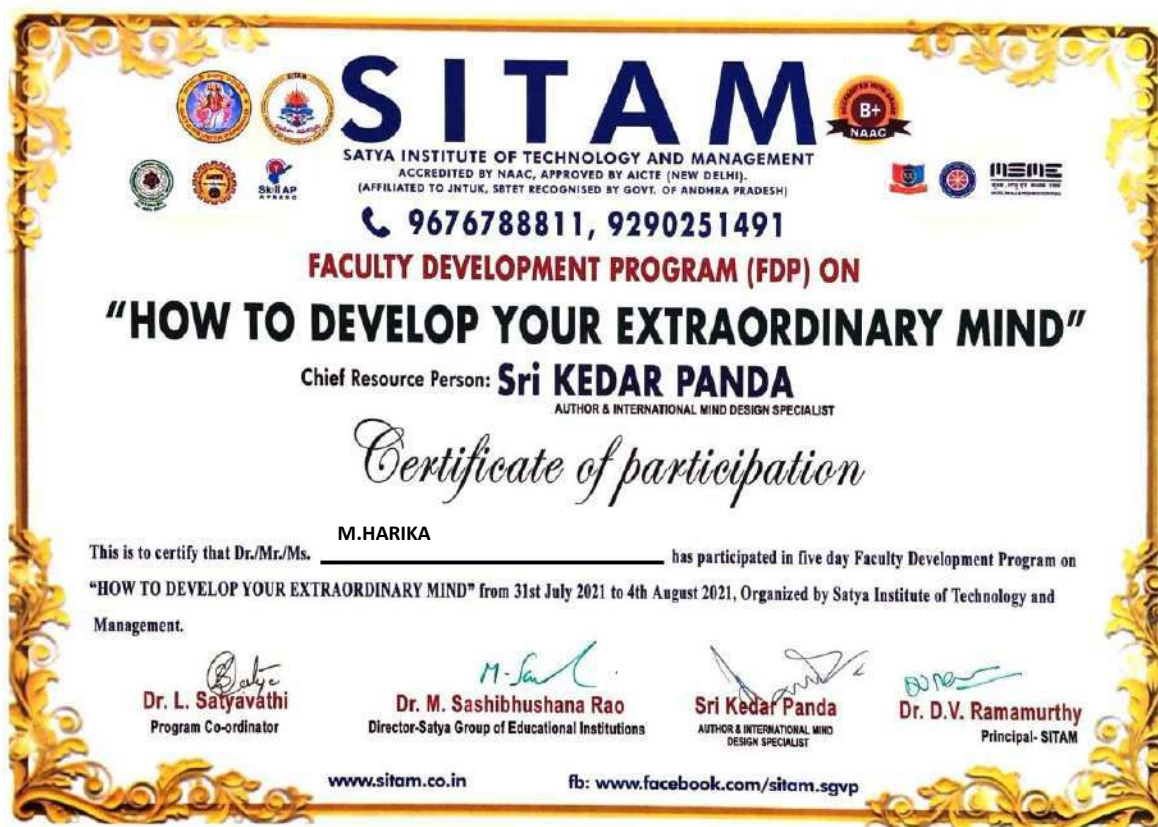 SITAM
ACCREDITED WITH GRADE
B+
NAAC
SITAM
SATYA INSTITUTE OF TECHNOLOGY AND MANAGEMENT
ACCREDITED BY NAAC, APPROVED BY AICTE (NEW DELHI).
(AFFILIATED TO JNTUK, SBTET RECOGNISED BY GOVT. OF ANDHRA PRADESH)
Skill AP
APSSDC
MSME
9676788811, 9290251491
FACULTY DEVELOPMENT PROGRAM (FDP) ON
"HOW TO DEVELOP YOUR EXTRAORDINARY MIND"
Chief Resource Person: Sri KEDAR PANDA
AUTHOR & INTERNATIONAL MIND DESIGN SPECIALIST
Certificate of participation
M.HARIKA
This is to certify that Dr./Mr./Ms. has participated in five day Faculty Development Program on
"HOW TO DEVELOP YOUR EXTRAORDINARY MIND" from 31st July 2021 to 4th August 2021, Organized by Satya Institute of Technology and
Management.
Dr. L. Satyavathi
Program Co-ordinator
Dr. M. Sashibhushana Rao
Director-Satya Group of Educational Institutions
Sri Kedar Panda
AUTHOR & INTERNATIONAL MIND
DESIGN SPECIALIST
Dr. D.V. Ramamurthy
Principal- SITAM
www.sitam.co.in
fb: www.facebook.com/sitam.sgvp